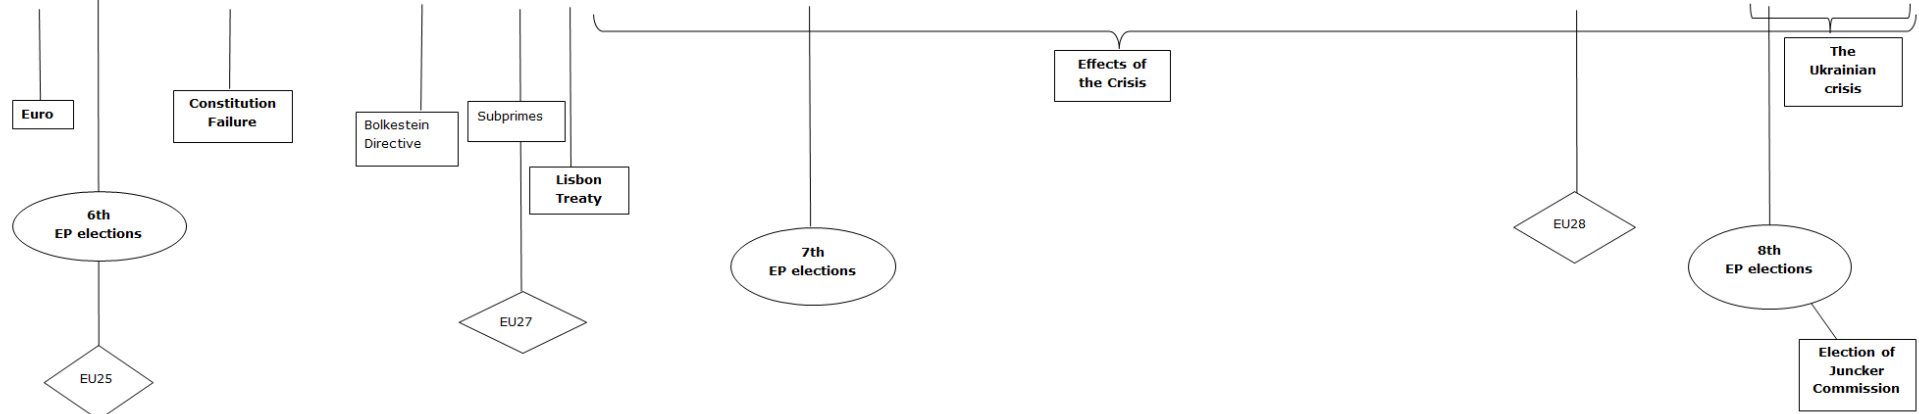 Euro
6th
EP elections
EU25
Constitution
Failure
Bolkestein
Directive
Subprimes
EU27
Lisbon
Treaty
7th
EP elections
Effects of
the Crisis
EU28
The
Ukrainian
crisis
8th
EP elections
Election of
Juncker
Commission